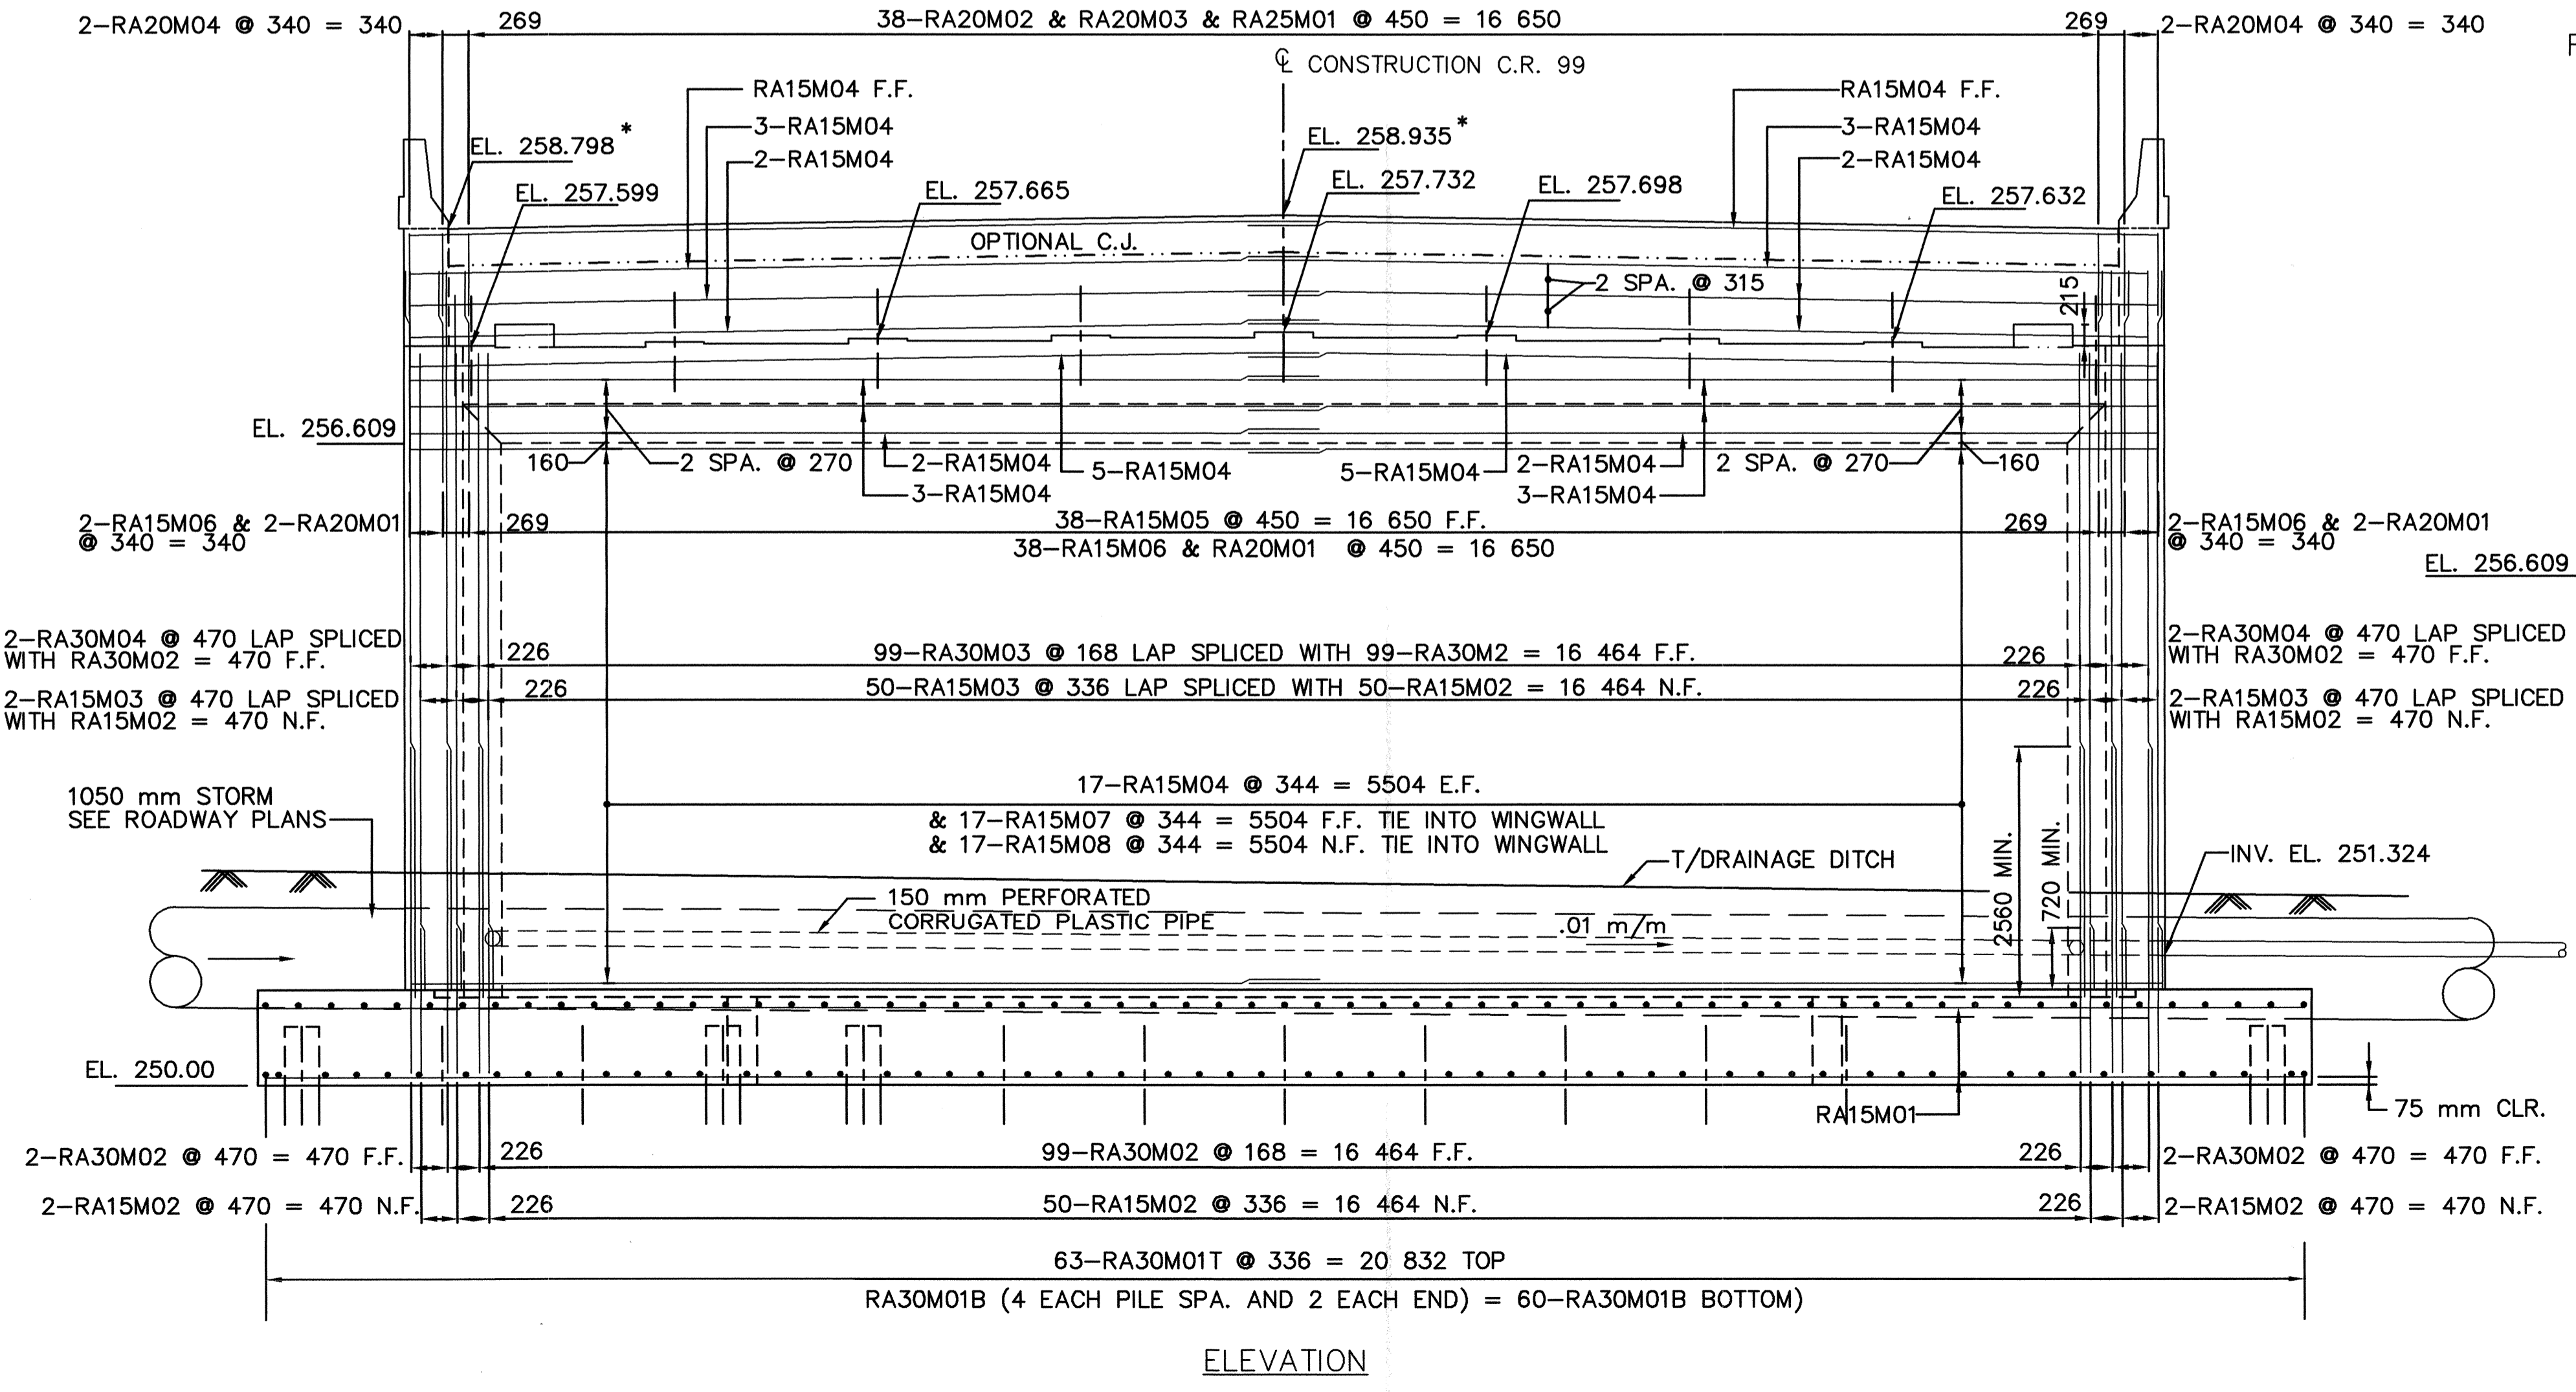 2-RA20M04 @ 340 = 340
269
38-RA20M02 & RA20M03 & RA25M01 @ 450 = 16 650
269
2-RA20M04 @ 340 = 340
℄ CONSTRUCTION C.R. 99
RA15M04 F.F.
RA15M04 F.F.
3-RA15M04
3-RA15M04
EL. 258.798*
EL. 258.935*
2-RA15M04
2-RA15M04
EL. 257.599
EL. 257.665
EL. 257.732
EL. 257.698
EL. 257.632
OPTIONAL C.J.
2 SPA. @ 315
215
EL. 256.609
160
2 SPA. @ 270
2-RA15M04
5-RA15M04
5-RA15M04
2-RA15M04
2 SPA. @ 270
160
3-RA15M04
3-RA15M04
2-RA15M06 & 2-RA20M01
@ 340 = 340
269
38-RA15M05 @ 450 = 16 650 F.F.
38-RA15M06 & RA20M01 @ 450 = 16 650
269
2-RA15M06 & 2-RA20M01
@ 340 = 340
EL. 256.609
2-RA30M04 @ 470 LAP SPLICED
WITH RA30M02 = 470 F.F.
226
99-RA30M03 @ 168 LAP SPLICED WITH 99-RA30M2 = 16 464 F.F.
226
2-RA30M04 @ 470 LAP SPLICED
WITH RA30M02 = 470 F.F.
2-RA15M03 @ 470 LAP SPLICED
WITH RA15M02 = 470 N.F.
226
50-RA15M03 @ 336 LAP SPLICED WITH 50-RA15M02 = 16 464 N.F.
226
2-RA15M03 @ 470 LAP SPLICED
WITH RA15M02 = 470 N.F.
1050 mm STORM
SEE ROADWAY PLANS
17-RA15M04 @ 344 = 5504 E.F.
& 17-RA15M07 @ 344 = 5504 F.F. TIE INTO WINGWALL
& 17-RA15M08 @ 344 = 5504 N.F. TIE INTO WINGWALL
2560 MIN.
720 MIN.
T/DRAINAGE DITCH
INV. EL. 251.324
150 mm PERFORATED
CORRUGATED PLASTIC PIPE
.01 m/m
EL. 250.00
RA15M01
75 mm CLR.
2-RA30M02 @ 470 = 470 F.F.
226
99-RA30M02 @ 168 = 16 464 F.F.
226
2-RA30M02 @ 470 = 470 F.F.
2-RA15M02 @ 470 = 470 N.F.
226
50-RA15M02 @ 336 = 16 464 N.F.
226
2-RA15M02 @ 470 = 470 N.F.
63-RA30M01T @ 336 = 20 832 TOP
RA30M01B (4 EACH PILE SPA. AND 2 EACH END) = 60-RA30M01B BOTTOM)
ELEVATION